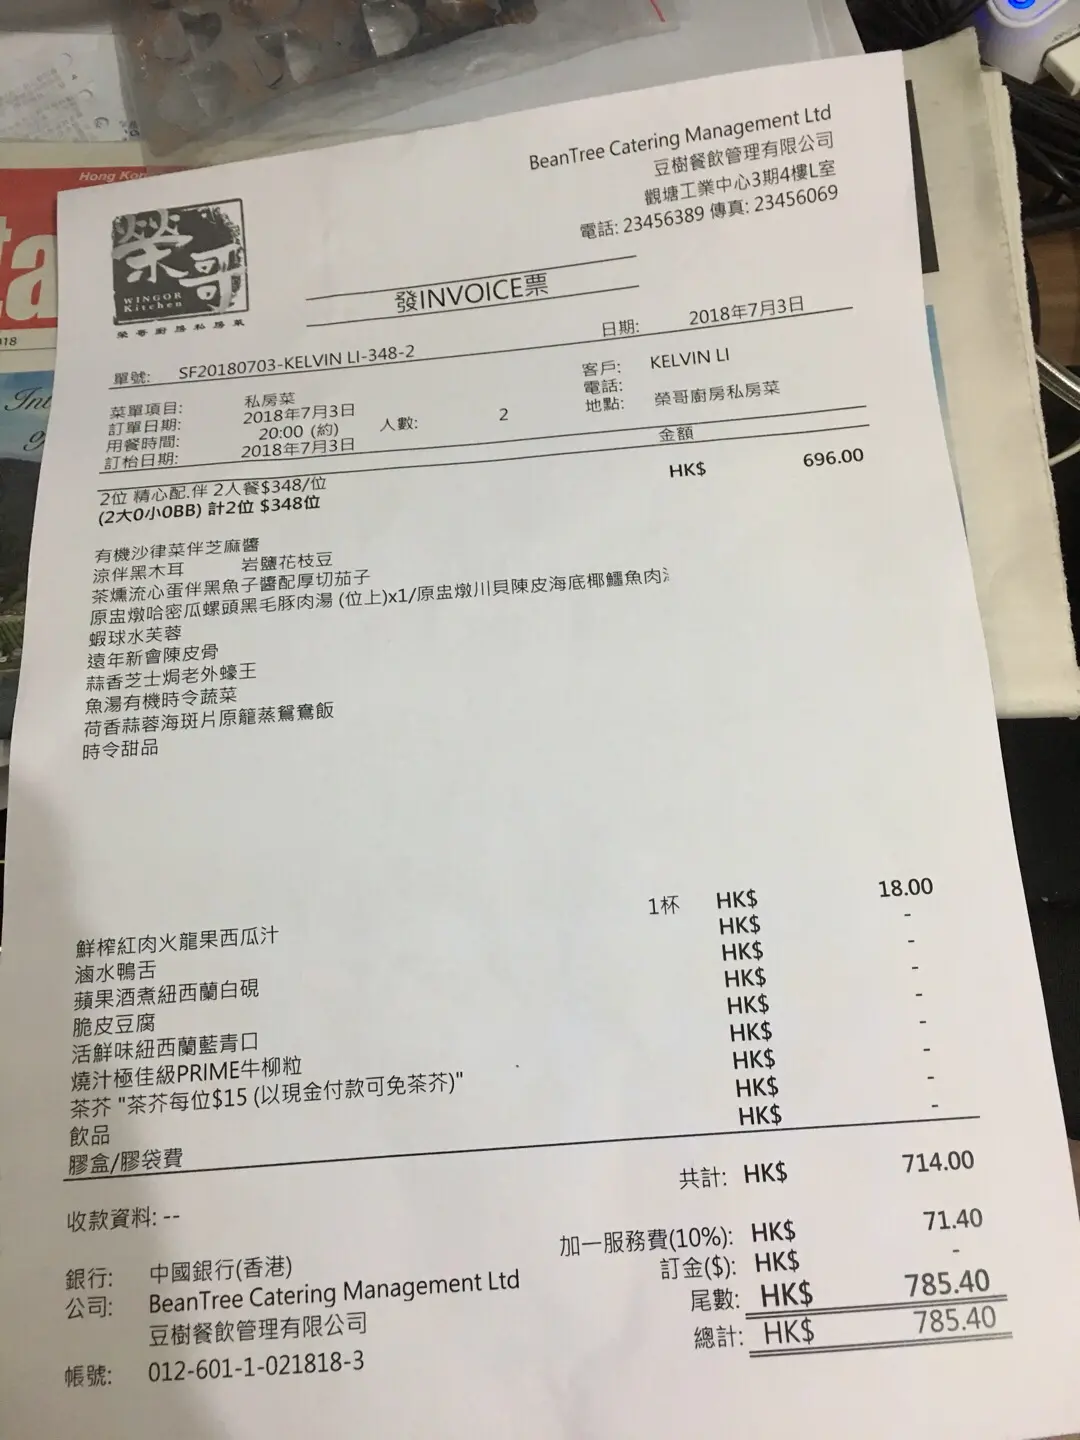 Hong Kon
ta
018
Int
BeanTree Catering Management Ltd
豆樹餐飲管理有限公司
觀塘工業中心3期4樓L室
電話: 23456389 傳真: 23456069
榮哥
WINGOR
Kitchen
榮哥廚房私房菜
發INVOICE票
日期: 2018年7月3日
單號: SF20180703-KELVIN LI-348-2
客戶: KELVIN LI
菜單項目: 私房菜
電話:
訂單日期: 2018年7月3日
地點: 榮哥廚房私房菜
用餐時間: 20:00 (約) 人數: 2
訂枱日期: 2018年7月3日
金額
2位 精心配.伴 2人餐$348/位 HK$ 696.00
(2大0小0BB) 計2位 $348位
有機沙律菜伴芝麻醬
涼伴黑木耳 岩鹽花枝豆
茶燻流心蛋伴黑魚子醬配厚切茄子
原盅燉哈密瓜螺頭黑毛豚肉湯 (位上)x1/原盅燉川貝陳皮海底椰鱷魚肉
蝦球水芙蓉
遠年新會陳皮骨
蒜香芝士焗老外蠔王
魚湯有機時令蔬菜
荷香蒜蓉海斑片原籠蒸鴛鴦飯
時令甜品
鮮榨紅肉火龍果西瓜汁 1杯 HK$ 18.00
滷水鴨舌 HK$ -
蘋果酒煮紐西蘭白硯 HK$ -
脆皮豆腐 HK$ -
活鮮味紐西蘭藍青口 HK$ -
燒汁極佳級PRIME牛柳粒 HK$ -
茶芥 "茶芥每位$15 (以現金付款可免茶芥)" HK$ -
飲品 HK$ -
膠盒/膠袋費 HK$ -
共計: HK$ 714.00
收款資料: --
加一服務費(10%): HK$ 71.40
銀行: 中國銀行(香港)
訂金($): HK$ -
公司: BeanTree Catering Management Ltd
尾數: HK$ 785.40
豆樹餐飲管理有限公司
總計: HK$ 785.40
帳號: 012-601-1-021818-3